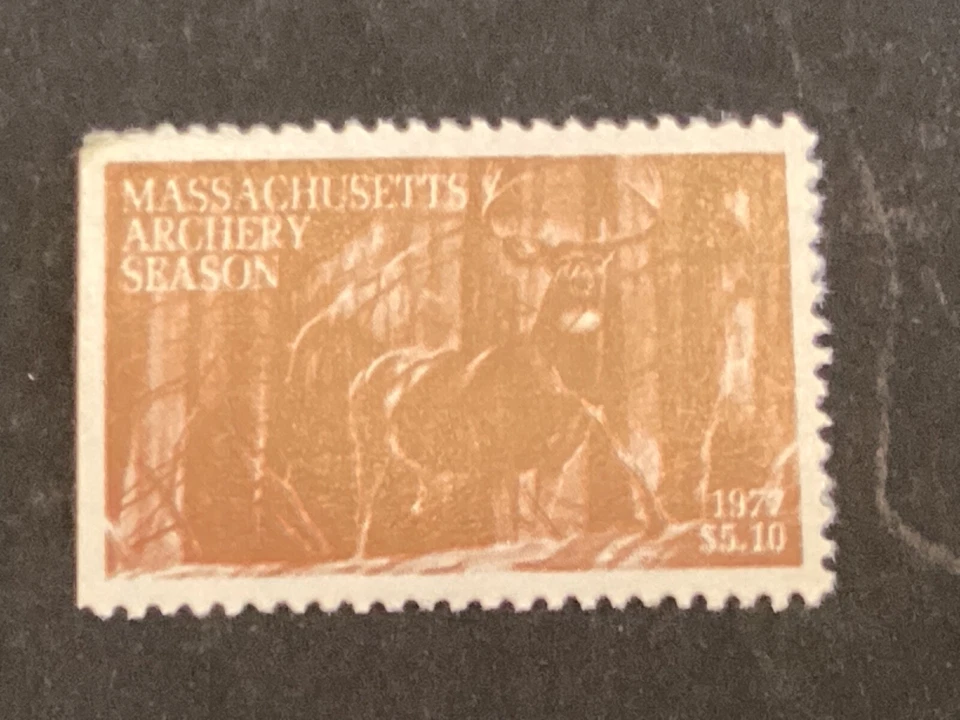 MASSACHUSETTS
ARCHERY
SEASON
1977
$5.10